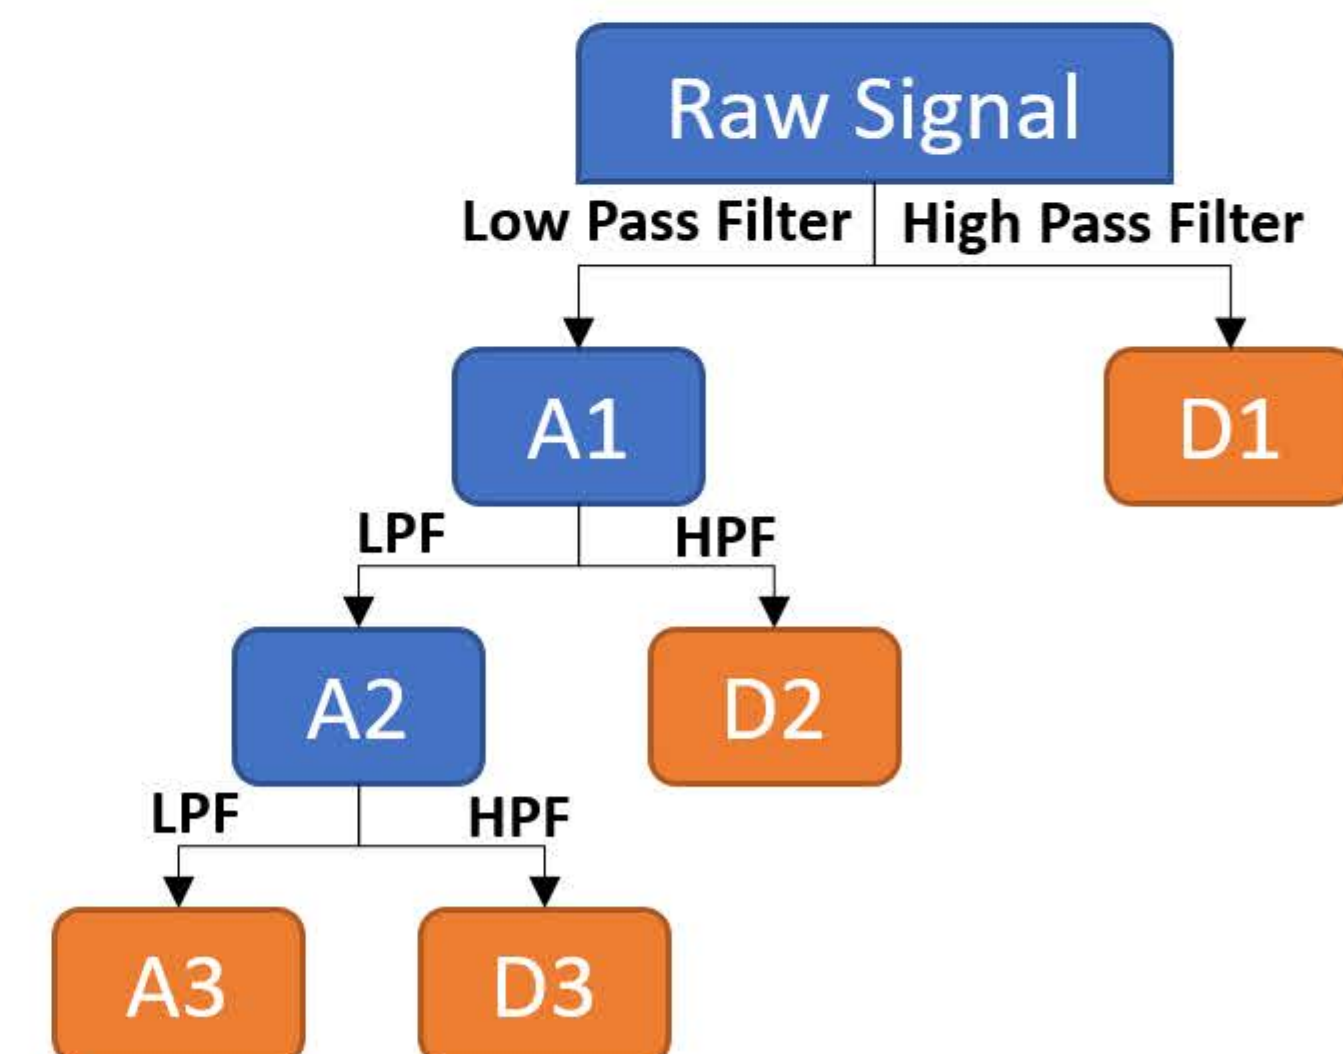 Raw Signal
Low Pass Filter High Pass Filter
A1 D1
LPF HPF
A2 D2
LPF HPF
A3 D3